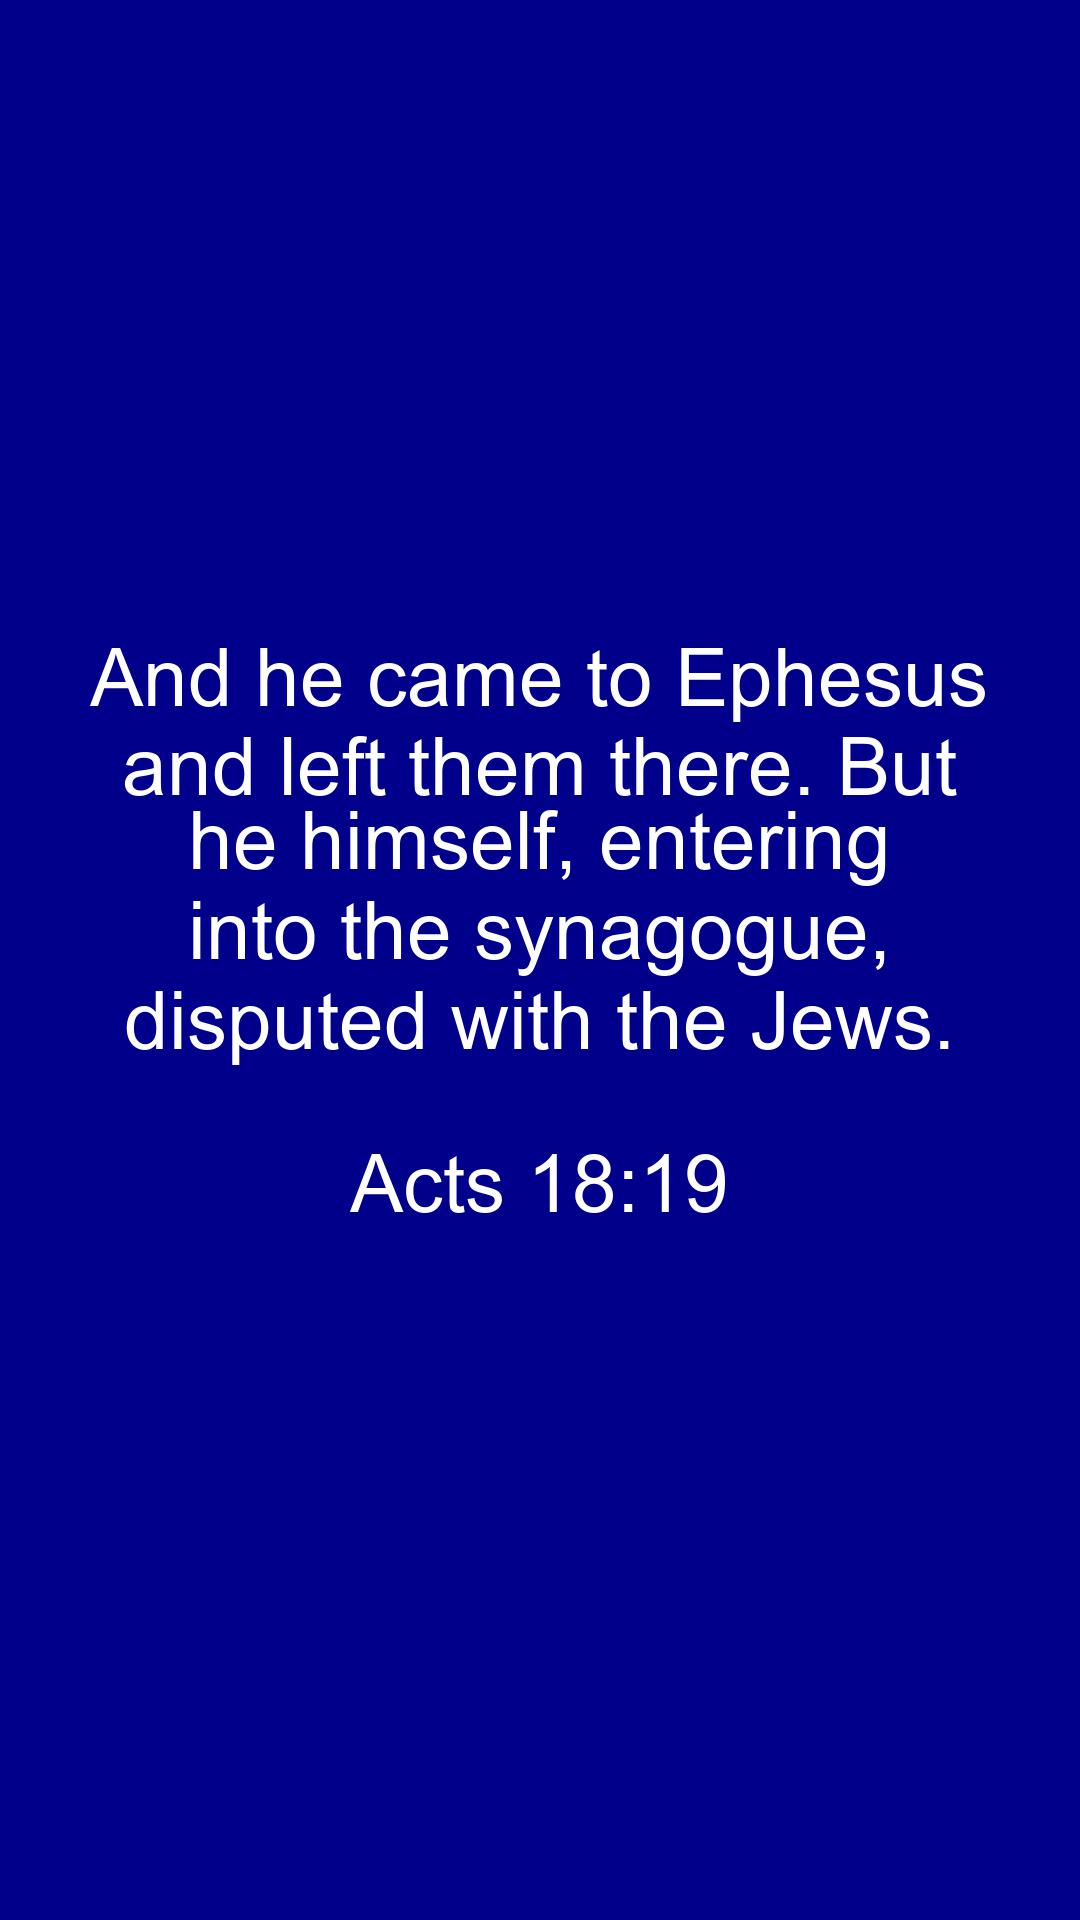 And he came to Ephesus
and left them there. But
he himself, entering
into the synagogue,
disputed with the Jews.
Acts 18:19